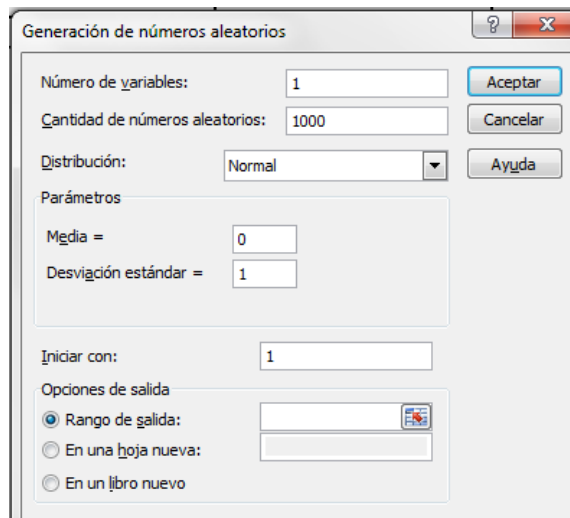 Generación de números aleatorios
Número de variables: 1 Aceptar
Cantidad de números aleatorios: 1000 Cancelar
Distribución: Normal Ayuda
Parámetros
Media = 0
Desviación estándar = 1
Iniciar con: 1
Opciones de salida
Rango de salida:
En una hoja nueva:
En un libro nuevo